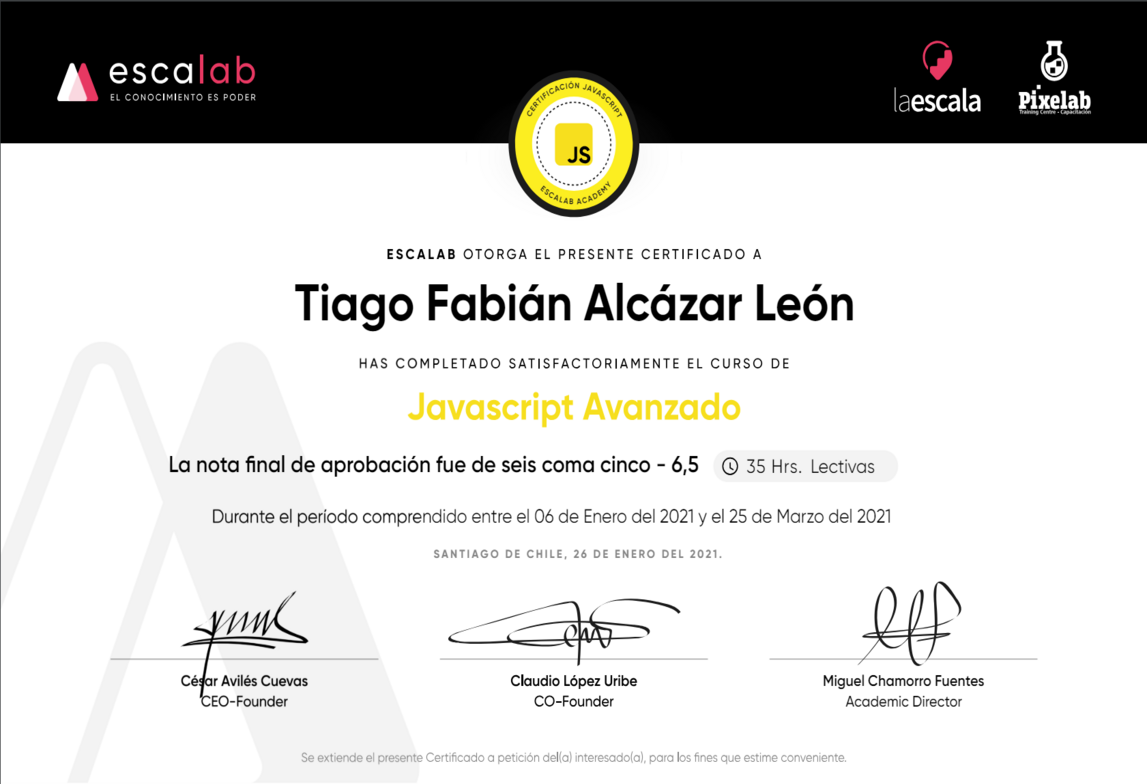 escalab
EL CONOCIMIENTO ES PODER
laescala
Pixelab
Training Centre - Capacitación
CERTIFICACIÓN JAVASCRIPT
JS
ESCALAB ACADEMY
ESCALAB OTORGA EL PRESENTE CERTIFICADO A
Tiago Fabián Alcázar León
HAS COMPLETADO SATISFACTORIAMENTE EL CURSO DE
Javascript Avanzado
La nota final de aprobación fue de seis coma cinco - 6,5 35 Hrs. Lectivas
Durante el período comprendido entre el 06 de Enero del 2021 y el 25 de Marzo del 2021
SANTIAGO DE CHILE, 26 DE ENERO DEL 2021.
César Avilés Cuevas Claudio López Uribe Miguel Chamorro Fuentes
CEO-Founder CO-Founder Academic Director
Se extiende el presente Certificado a petición del(a) interesado(a), para los fines que estime conveniente.